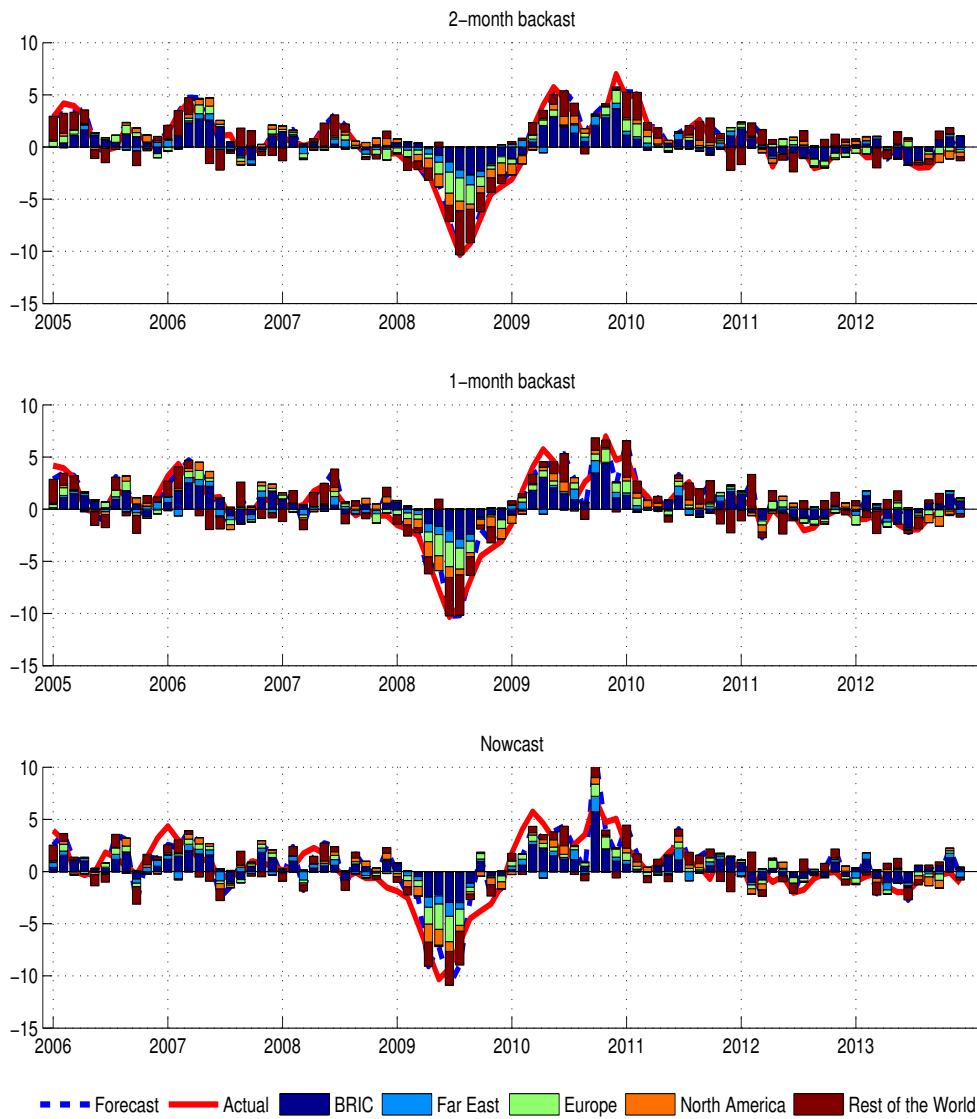 2−month backast
10
5
0
−5
−10
−15
2005 2006 2007 2008 2009 2010 2011 2012
1−month backast
10
5
0
−5
−10
−15
2005 2006 2007 2008 2009 2010 2011 2012
Nowcast
10
5
0
−5
−10
−15
2006 2007 2008 2009 2010 2011 2012 2013
Forecast Actual BRIC Far East Europe North America Rest of the World